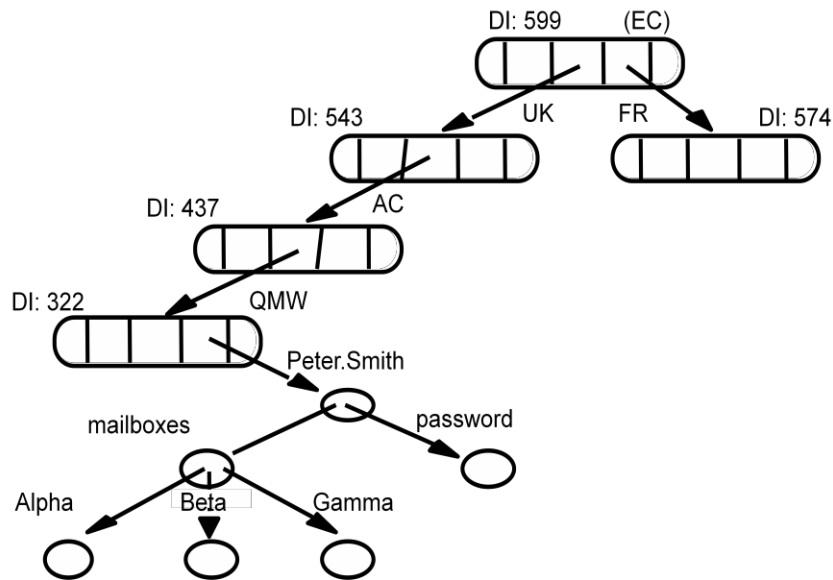 DI: 599 (EC)
DI: 543 UK FR DI: 574
DI: 437 AC
DI: 322 QMW
Peter.Smith
mailboxes password
Alpha Beta Gamma